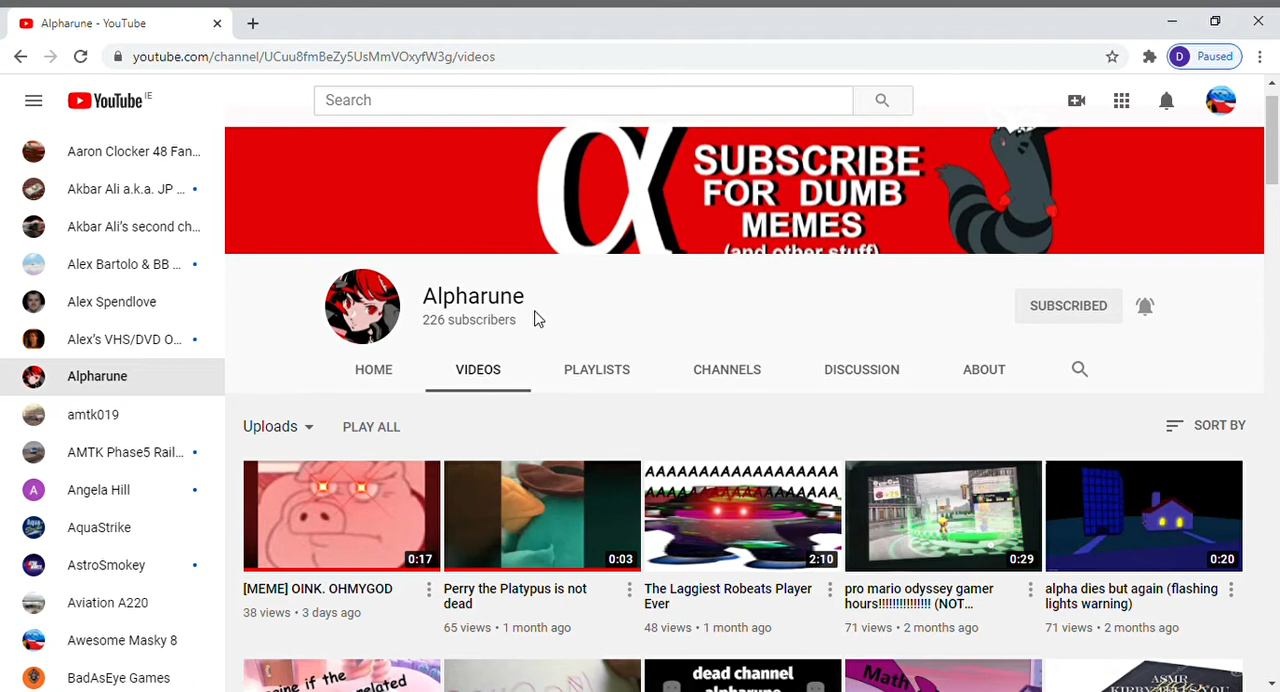 Alpharune - YouTube
youtube.com/channel/UCuu8fmBeZy5UsMmVOxyfW3g/videos
D Paused
YouTube IE
Search
Aaron Clocker 48 Fan...
Akbar Ali a.k.a. JP ...
Akbar Ali's second ch...
Alex Bartolo & BB ...
Alex Spendlove
Alex's VHS/DVD O...
Alpharune
amtk019
AMTK Phase5 Rail...
A Angela Hill
AquaStrike
AstroSmokey
Aviation A220
Awesome Masky 8
BadAsEye Games
α
SUBSCRIBE
FOR DUMB
MEMES
(and other stuff)
Alpharune
226 subscribers
SUBSCRIBED
HOME VIDEOS PLAYLISTS CHANNELS DISCUSSION ABOUT
Uploads PLAY ALL SORT BY
0:17
[MEME] OINK. OHMYGOD
38 views • 3 days ago
0:03
Perry the Platypus is not
dead
65 views • 1 month ago
2:10
The Laggiest Robeats Player
Ever
48 views • 1 month ago
0:29
pro mario odyssey gamer
hours!!!!!!!!!!!!!!! (NOT...
71 views • 2 months ago
0:20
alpha dies but again (flashing
lights warning)
71 views • 2 months ago
dead channel
alpharune
Math
ASMR